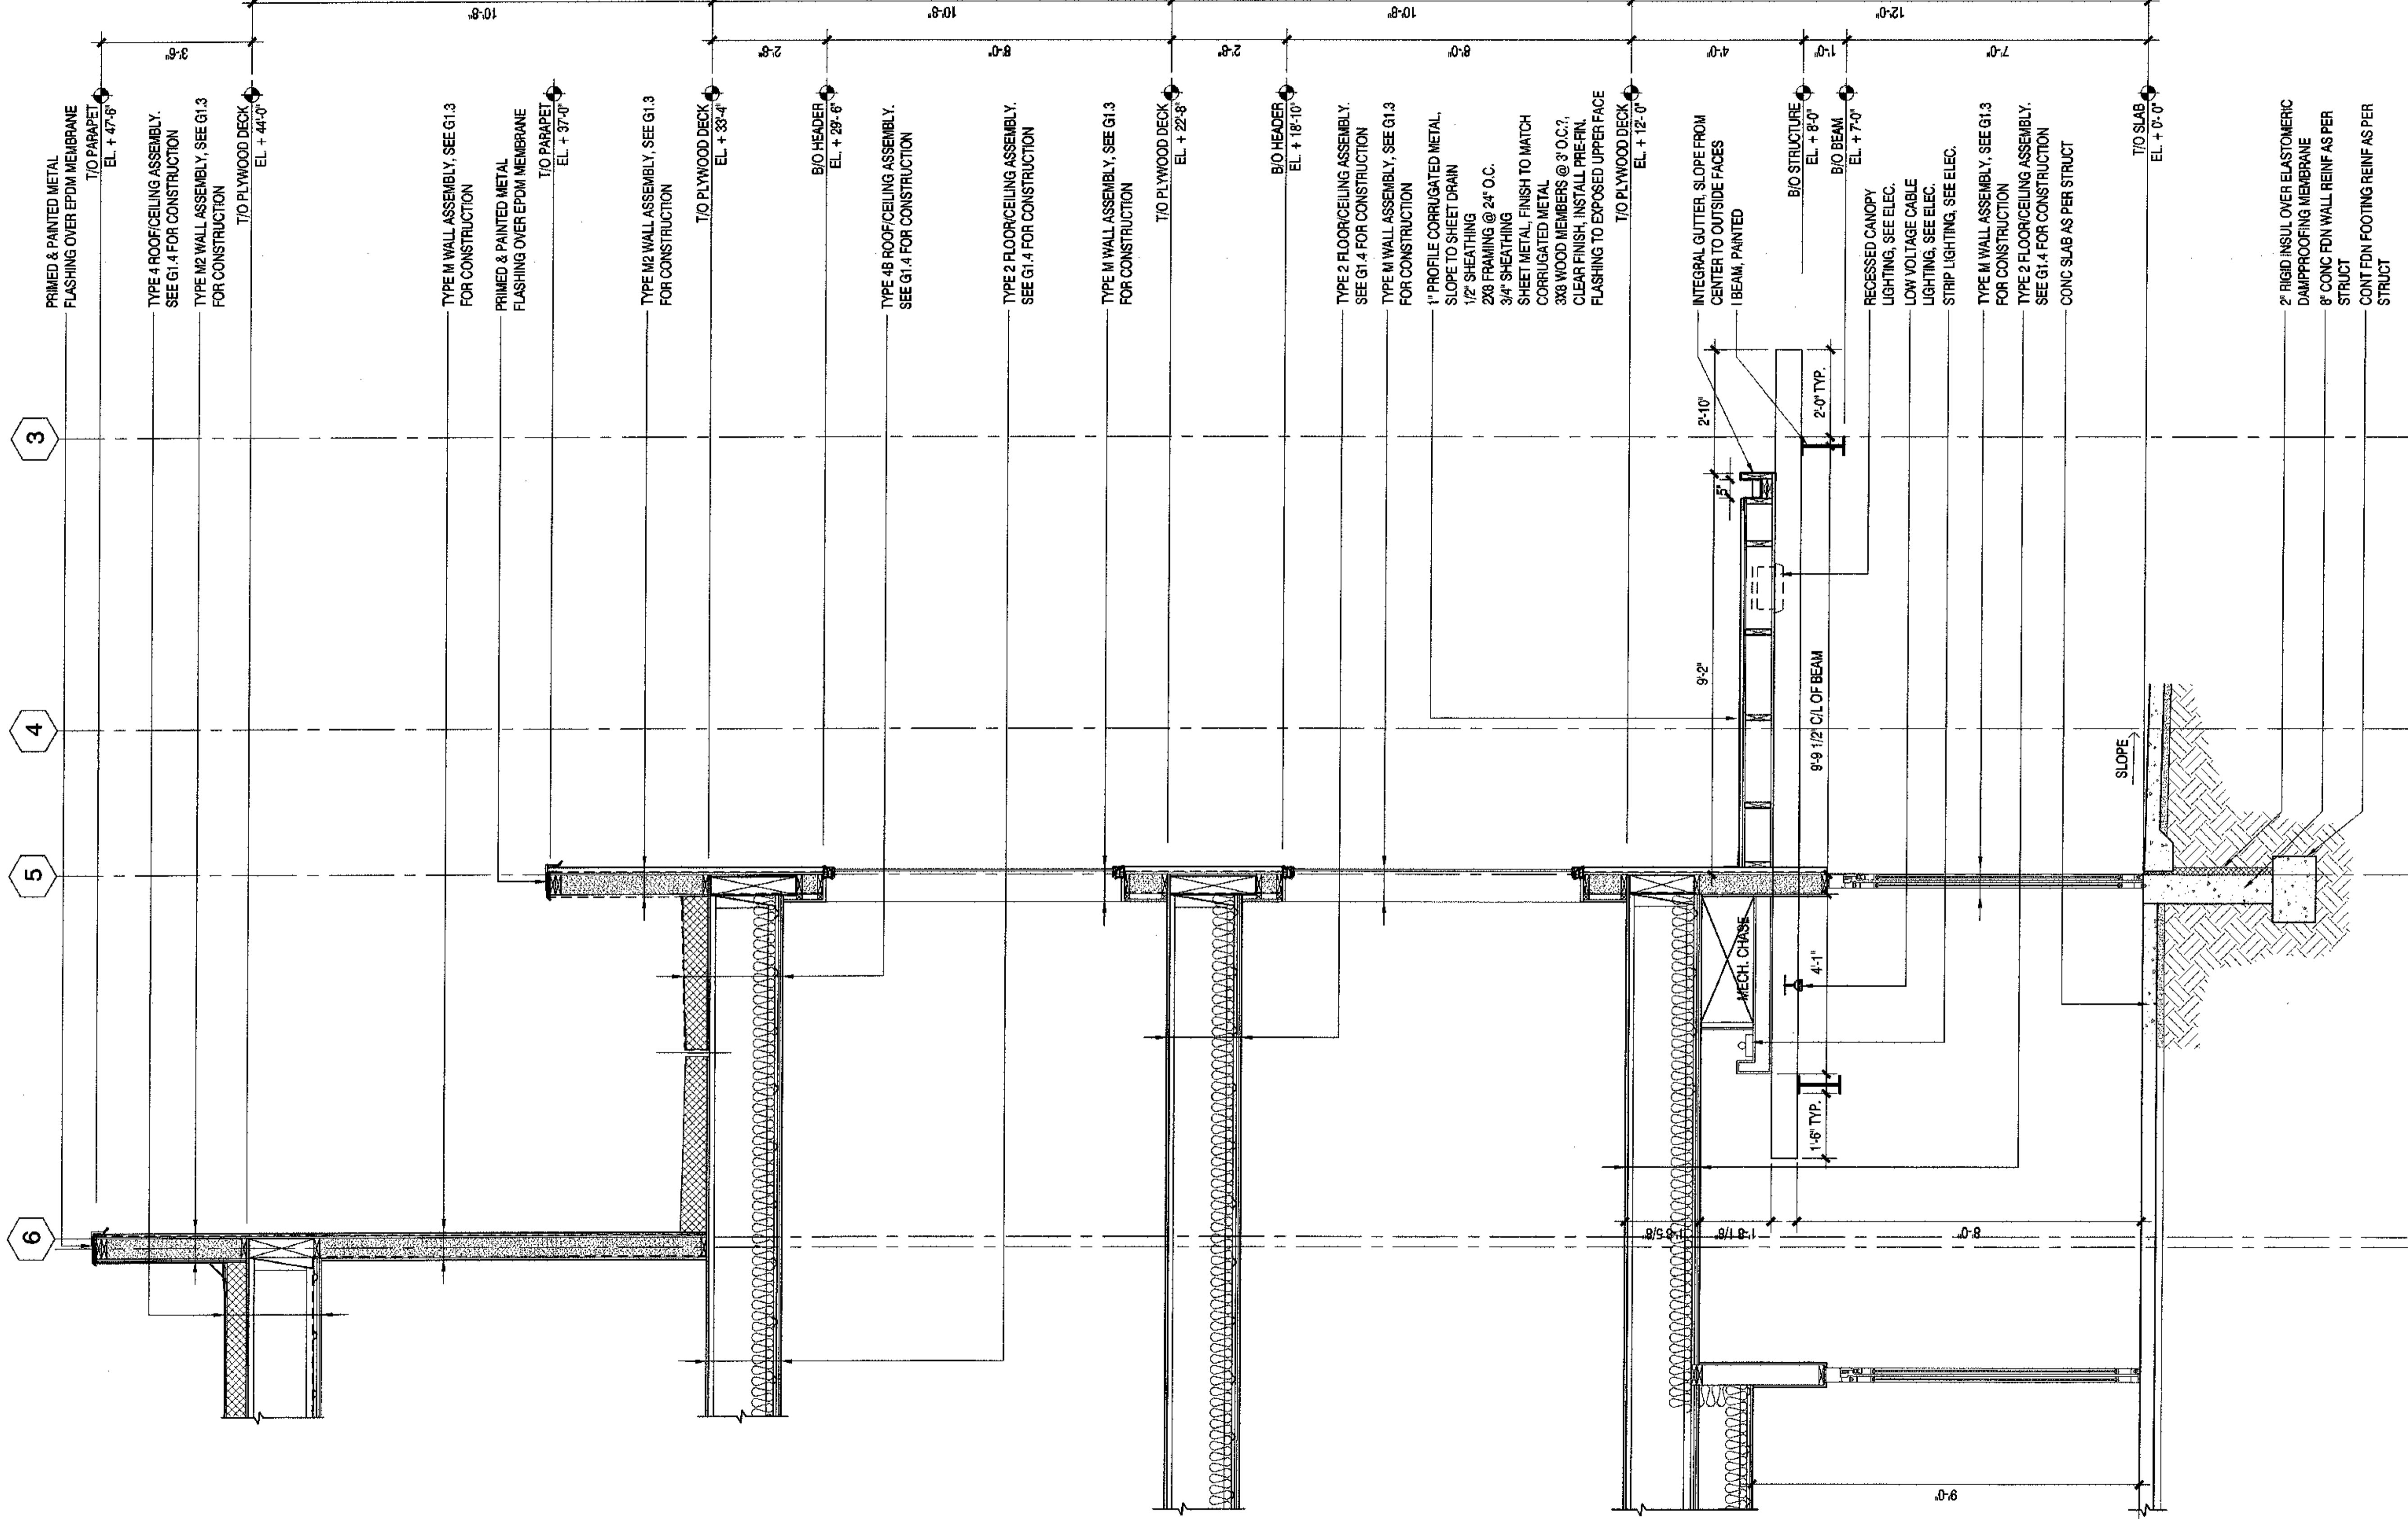 3
4
5
6
PRIMED & PAINTED METAL
FLASHING OVER EPDM MEMBRANE
T/O PARAPET
EL. + 47'-6"
TYPE 4 ROOF/CEILING ASSEMBLY.
SEE G1.4 FOR CONSTRUCTION
TYPE M2 WALL ASSEMBLY, SEE G1.3
FOR CONSTRUCTION
T/O PLYWOOD DECK
EL. + 44'-0"
TYPE M WALL ASSEMBLY, SEE G1.3
FOR CONSTRUCTION
PRIMED & PAINTED METAL
FLASHING OVER EPDM MEMBRANE
T/O PARAPET
EL. + 37'-0"
TYPE M2 WALL ASSEMBLY, SEE G1.3
FOR CONSTRUCTION
T/O PLYWOOD DECK
EL. + 33'-4"
B/O HEADER
EL. + 29'- 6"
TYPE 4B ROOF/CEILING ASSEMBLY.
SEE G1.4 FOR CONSTRUCTION
TYPE 2 FLOOR/CEILING ASSEMBLY.
SEE G1.4 FOR CONSTRUCTION
TYPE M WALL ASSEMBLY, SEE G1.3
FOR CONSTRUCTION
T/O PLYWOOD DECK
EL. + 22'-8"
B/O HEADER
EL. + 18'-10"
TYPE 2 FLOOR/CEILING ASSEMBLY.
SEE G1.4 FOR CONSTRUCTION
TYPE M WALL ASSEMBLY, SEE G1.3
FOR CONSTRUCTION
1" PROFILE CORRUGATED METAL,
SLOPE TO SHEET DRAIN
1/2" SHEATHING
2X8 FRAMING @ 24" O.C.
3/4" SHEATHING
SHEET METAL, FINISH TO MATCH
CORRUGATED METAL
3X8 WOOD MEMBERS @ 3' O.C.?,
CLEAR FINISH, INSTALL PRE-FIN.
FLASHING TO EXPOSED UPPER FACE
T/O PLYWOOD DECK
EL. + 12'- 0"
INTEGRAL GUTTER, SLOPE FROM
CENTER TO OUTSIDE FACES
I BEAM, PAINTED
B/O STRUCTURE
EL. + 8'-0"
B/O BEAM
EL. + 7'-0"
RECESSED CANOPY
LIGHTING, SEE ELEC.
LOW VOLTAGE CABLE
LIGHTING, SEE ELEC.
STRIP LIGHTING, SEE ELEC.
TYPE M WALL ASSEMBLY, SEE G1.3
FOR CONSTRUCTION
TYPE 2 FLOOR/CEILING ASSEMBLY.
SEE G1.4 FOR CONSTRUCTION
CONC SLAB AS PER STRUCT
T/O SLAB
EL. + 0'- 0"
2" RIGID INSUL OVER ELASTOMERIC
DAMPPROOFING MEMBRANE
8" CONC FDN WALL REINF AS PER
STRUCT
CONT FDN FOOTING REINF AS PER
STRUCT
3'-6"
10'-8"
2'-8"
8'-0"
10'-8"
2'-8"
8'-0"
10'-8"
4'-0"
1'-0"
7'-0"
12'-0"
2'-10"
9'-2"
5"
2'-0" TYP.
9'-9 1/2" C/L OF BEAM
4'-1"
1'-6" TYP.
MECH. CHASE
1'-8 5/8"
1'-8 1/8"
8'-0"
9'-0"
SLOPE